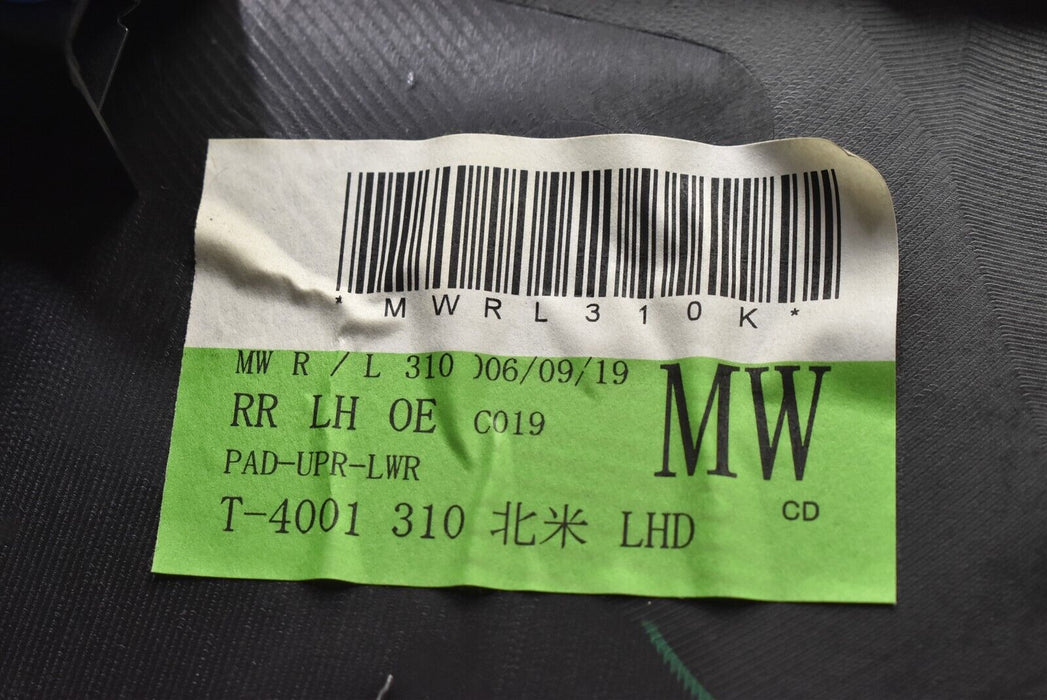 *MWRL310K*
MW R / L 310 )06/09/19
RR LH OE C019
MW
PAD-UPR-LWR
CD
T-4001 310 北米 LHD